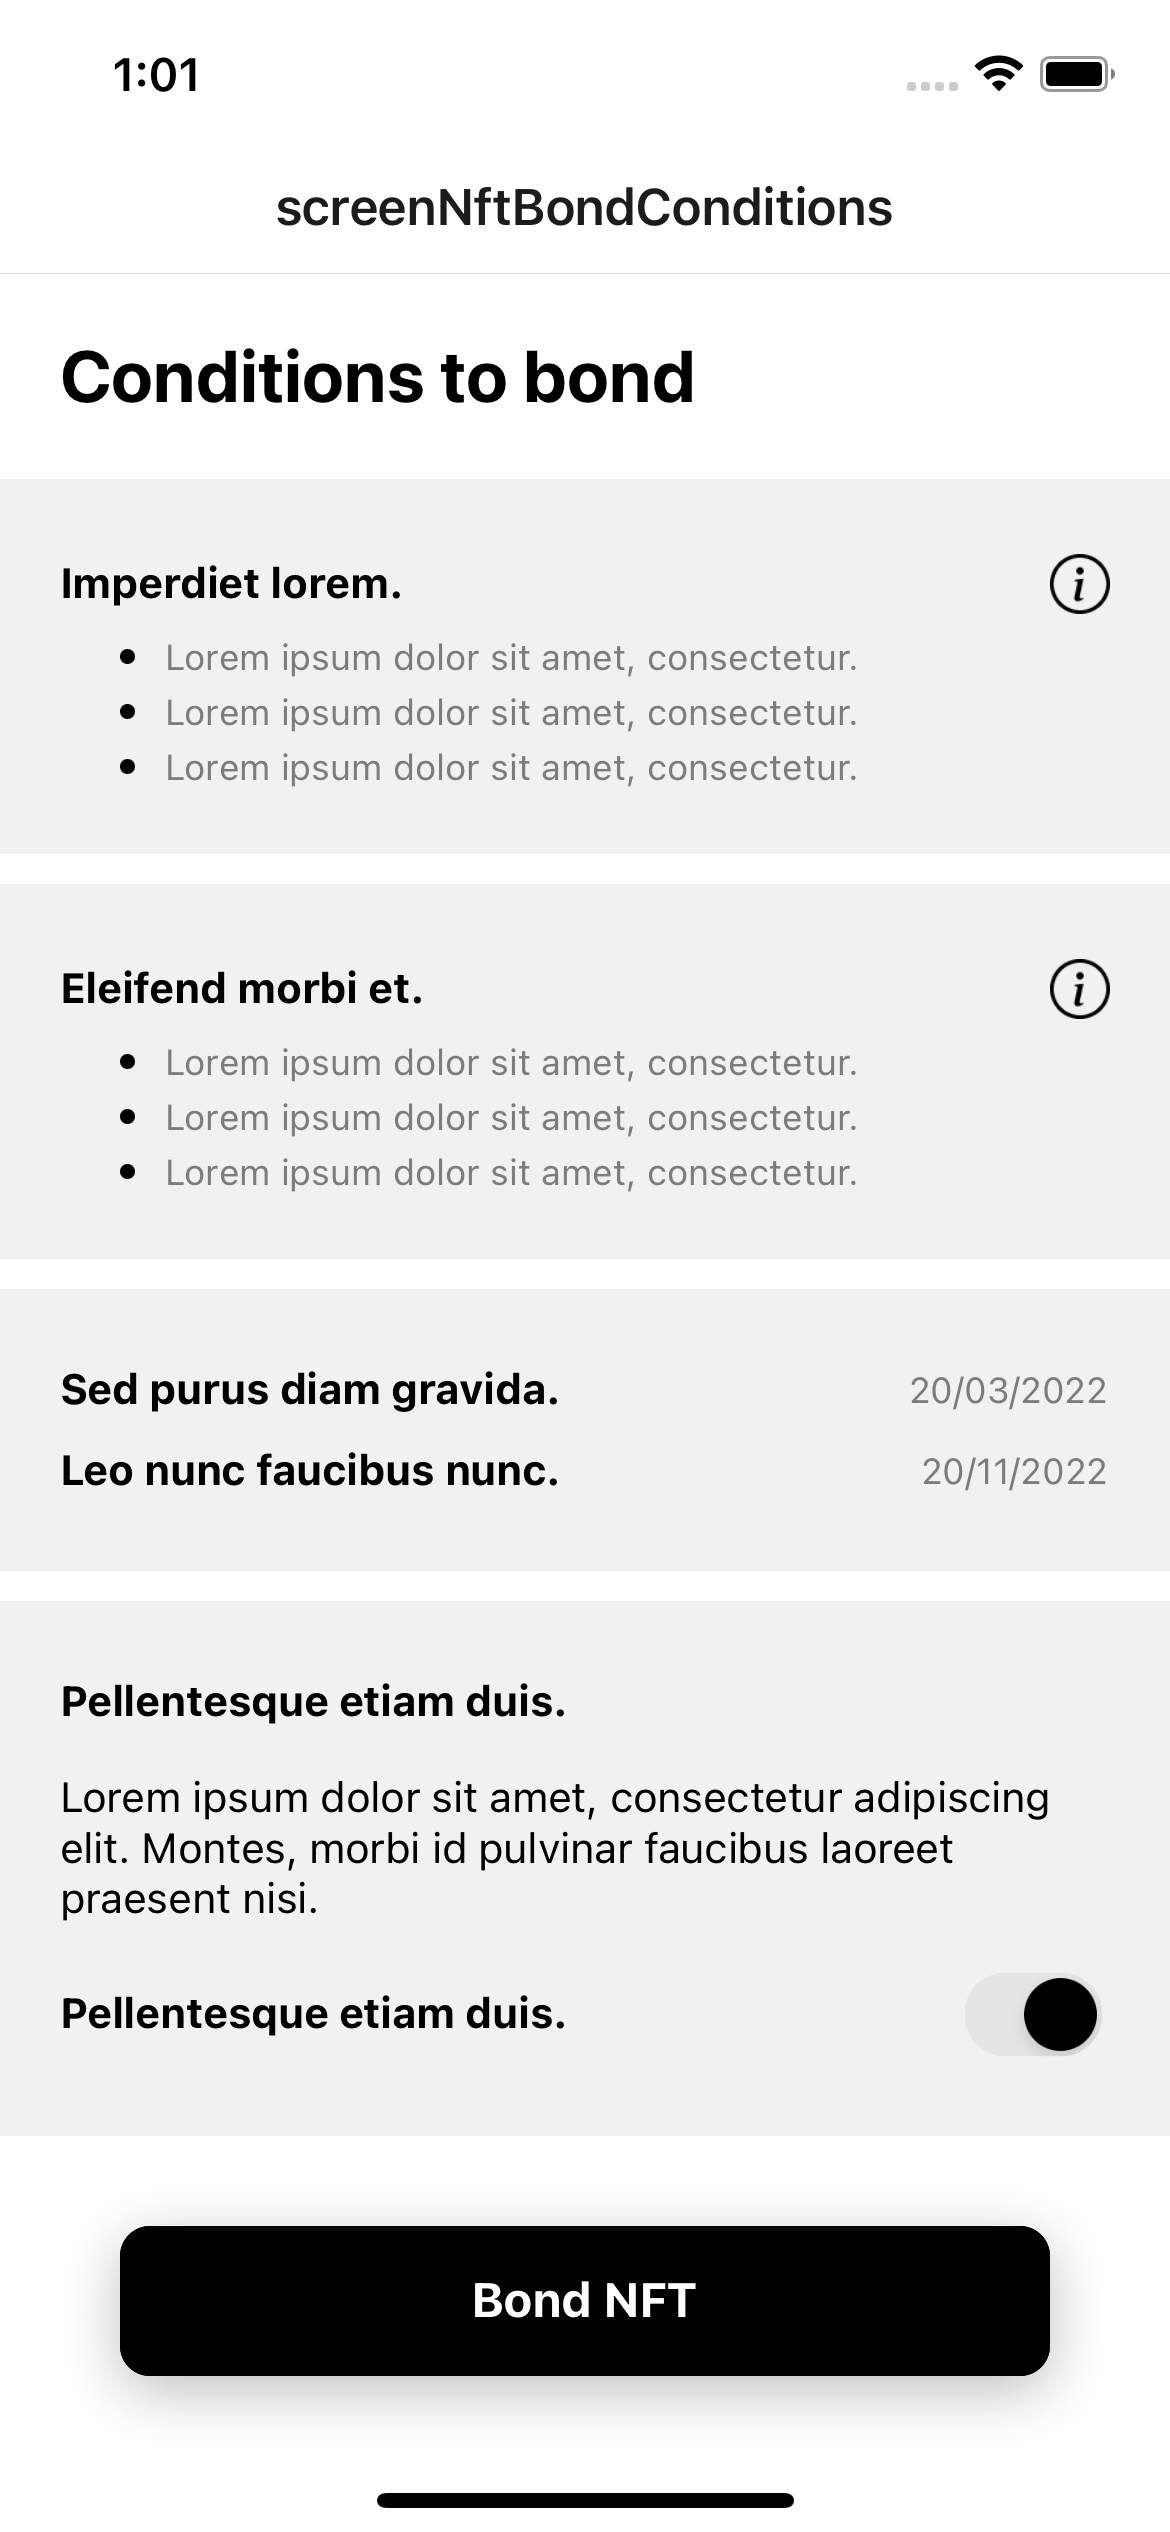 1:01
screenNftBondConditions
Conditions to bond
Imperdiet lorem.
Lorem ipsum dolor sit amet, consectetur.
Lorem ipsum dolor sit amet, consectetur.
Lorem ipsum dolor sit amet, consectetur.
Eleifend morbi et.
Lorem ipsum dolor sit amet, consectetur.
Lorem ipsum dolor sit amet, consectetur.
Lorem ipsum dolor sit amet, consectetur.
Sed purus diam gravida. 20/03/2022
Leo nunc faucibus nunc. 20/11/2022
Pellentesque etiam duis.
Lorem ipsum dolor sit amet, consectetur adipiscing
elit. Montes, morbi id pulvinar faucibus laoreet
praesent nisi.
Pellentesque etiam duis.
Bond NFT